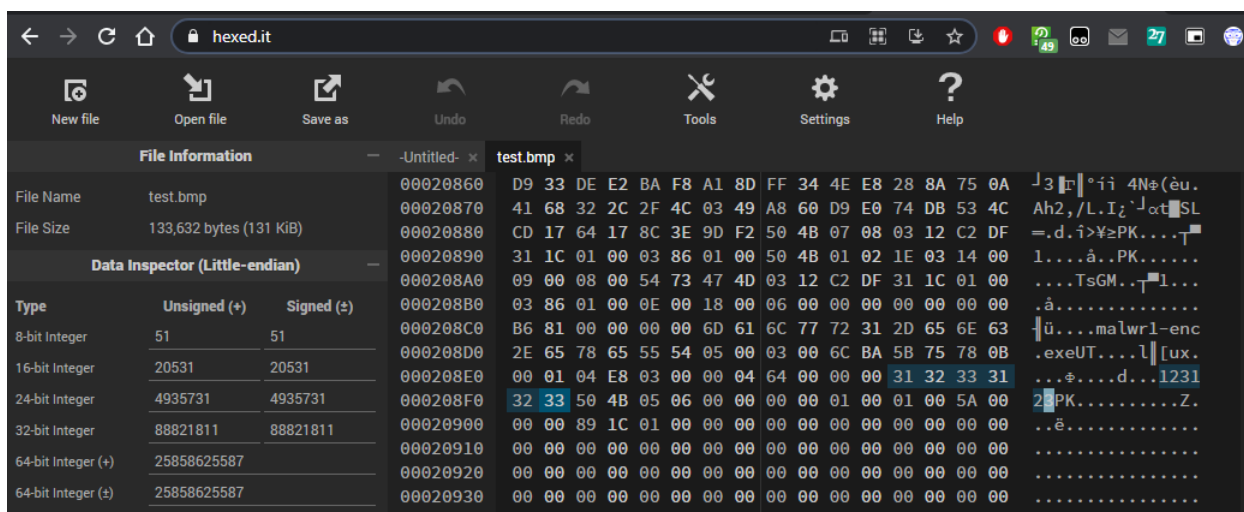 hexed.it
49
27
New file Open file Save as Undo Redo Tools Settings Help
File Information
-Untitled- × test.bmp ×
File Name test.bmp
File Size 133,632 bytes (131 KiB)
Data Inspector (Little-endian)
Type Unsigned (+) Signed (±)
8-bit Integer 51 51
16-bit Integer 20531 20531
24-bit Integer 4935731 4935731
32-bit Integer 88821811 88821811
64-bit Integer (+) 25858625587
64-bit Integer (±) 25858625587
00020860 D9 33 DE E2 BA F8 A1 8D FF 34 4E E8 28 8A 75 0A ┘3▐Γ║°íì 4NΦ(èu.
00020870 41 68 32 2C 2F 4C 03 49 A8 60 D9 E0 74 DB 53 4C Ah2,/L.I¿`┘αt█SL
00020880 CD 17 64 17 8C 3E 9D F2 50 4B 07 08 03 12 C2 DF ═.d.î>¥≥PK....┬▀
00020890 31 1C 01 00 03 86 01 00 50 4B 01 02 1E 03 14 00 1....å..PK......
000208A0 09 00 08 00 54 73 47 4D 03 12 C2 DF 31 1C 01 00 ....TsGM..┬▀1...
000208B0 03 86 01 00 0E 00 18 00 06 00 00 00 00 00 00 00 .å..............
000208C0 B6 81 00 00 00 00 6D 61 6C 77 72 31 2D 65 6E 63 ╢ü....malwr1-enc
000208D0 2E 65 78 65 55 54 05 00 03 00 6C BA 5B 75 78 0B .exeUT....l║[ux.
000208E0 00 01 04 E8 03 00 00 04 64 00 00 00 31 32 33 31 ...Φ....d...1231
000208F0 32 33 50 4B 05 06 00 00 00 00 01 00 01 00 5A 00 23PK..........Z.
00020900 00 00 89 1C 01 00 00 00 00 00 00 00 00 00 00 00 ..ë.............
00020910 00 00 00 00 00 00 00 00 00 00 00 00 00 00 00 00 ................
00020920 00 00 00 00 00 00 00 00 00 00 00 00 00 00 00 00 ................
00020930 00 00 00 00 00 00 00 00 00 00 00 00 00 00 00 00 ................